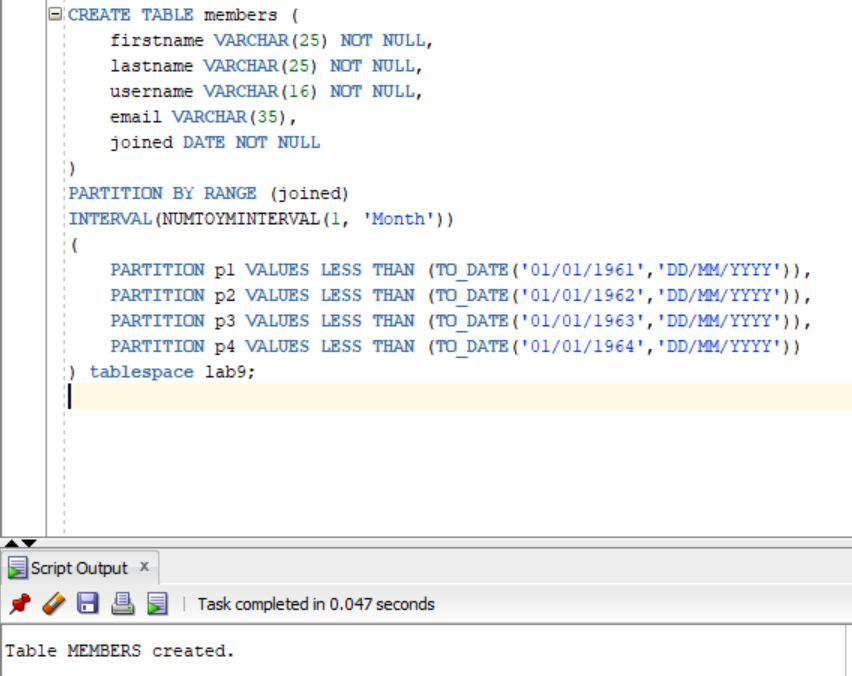 CREATE TABLE members (
    firstname VARCHAR(25) NOT NULL,
    lastname VARCHAR(25) NOT NULL,
    username VARCHAR(16) NOT NULL,
    email VARCHAR(35),
    joined DATE NOT NULL
)
PARTITION BY RANGE (joined)
INTERVAL(NUMTOYMINTERVAL(1, 'Month'))
(
    PARTITION p1 VALUES LESS THAN (TO_DATE('01/01/1961','DD/MM/YYYY')),
    PARTITION p2 VALUES LESS THAN (TO_DATE('01/01/1962','DD/MM/YYYY')),
    PARTITION p3 VALUES LESS THAN (TO_DATE('01/01/1963','DD/MM/YYYY')),
    PARTITION p4 VALUES LESS THAN (TO_DATE('01/01/1964','DD/MM/YYYY'))
) tablespace lab9;
Script Output x
Task completed in 0.047 seconds
Table MEMBERS created.